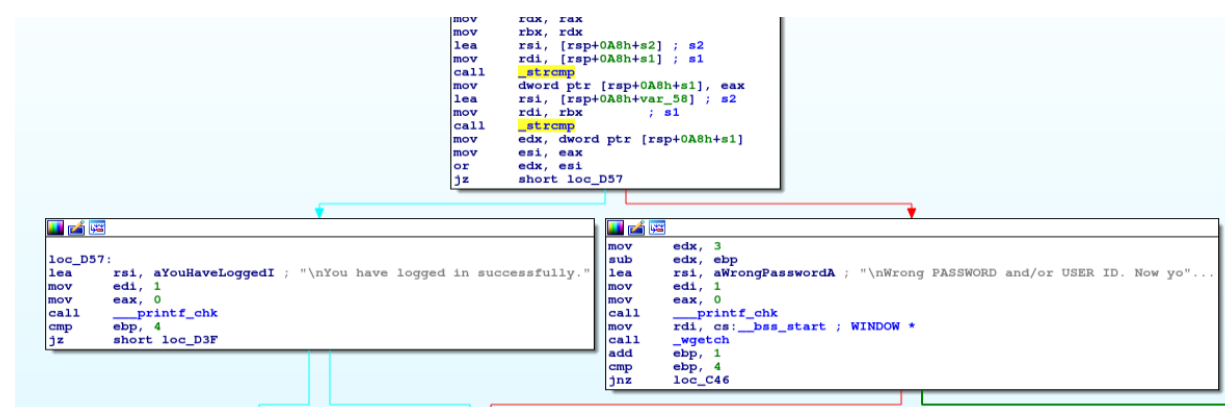 mov rdx, rax
mov rbx, rdx
lea rsi, [rsp+0A8h+s2] ; s2
mov rdi, [rsp+0A8h+s1] ; s1
call _strcmp
mov dword ptr [rsp+0A8h+s1], eax
lea rsi, [rsp+0A8h+var_58] ; s2
mov rdi, rbx ; s1
call _strcmp
mov edx, dword ptr [rsp+0A8h+s1]
mov esi, eax
or edx, esi
jz short loc_D57
loc_D57:
lea rsi, aYouHaveLoggedI ; "\nYou have logged in successfully."
mov edi, 1
mov eax, 0
call ___printf_chk
cmp ebp, 4
jz short loc_D3F
mov edx, 3
sub edx, ebp
lea rsi, aWrongPasswordA ; "\nWrong PASSWORD and/or USER ID. Now yo"...
mov edi, 1
mov eax, 0
call ___printf_chk
mov rdi, cs:__bss_start ; WINDOW *
call _wgetch
add ebp, 1
cmp ebp, 4
jnz loc_C46